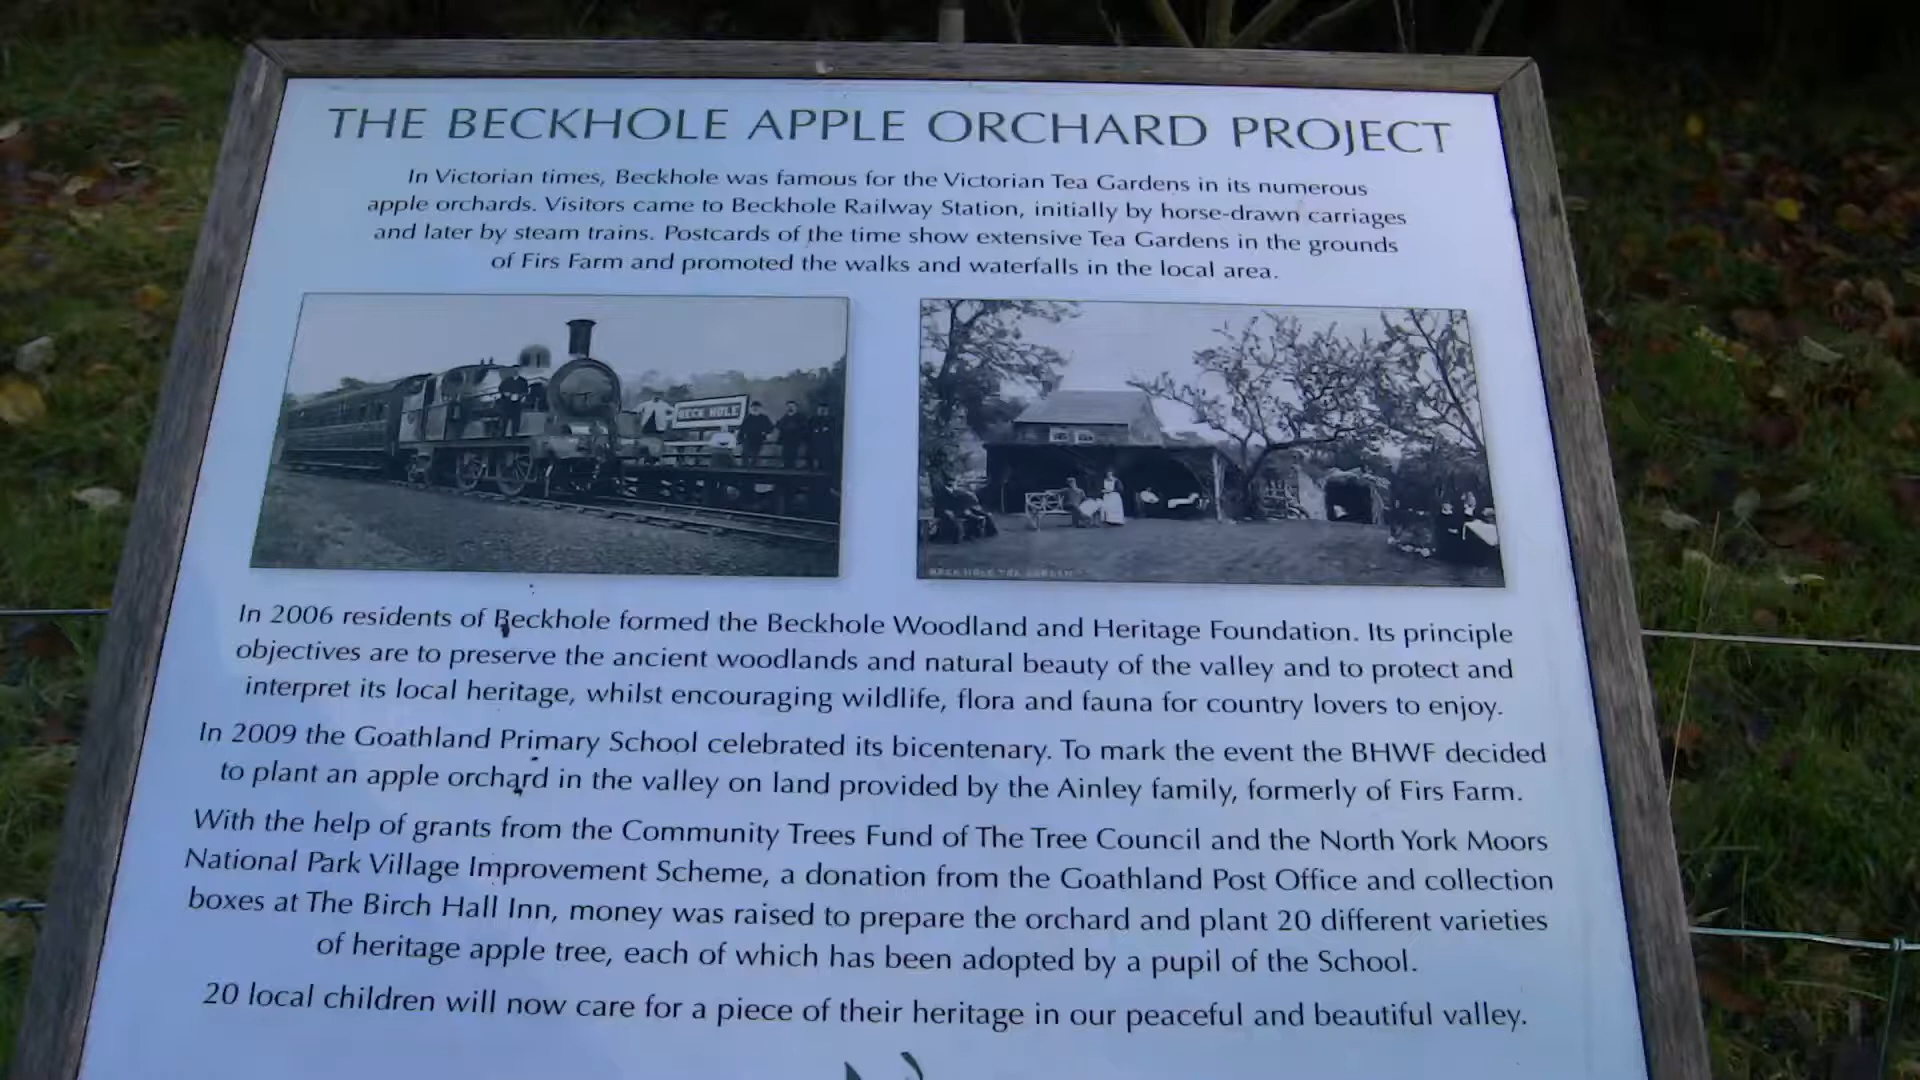 THE BECKHOLE APPLE ORCHARD PROJECT
In Victorian times, Beckhole was famous for the Victorian Tea Gardens in its numerous
apple orchards. Visitors came to Beckhole Railway Station, initially by horse-drawn carriages
and later by steam trains. Postcards of the time show extensive Tea Gardens in the grounds
of Firs Farm and promoted the walks and waterfalls in the local area.
BECK HOLE
BECK HOLE TEA GARDEN
In 2006 residents of Beckhole formed the Beckhole Woodland and Heritage Foundation. Its principle
objectives are to preserve the ancient woodlands and natural beauty of the valley and to protect and
interpret its local heritage, whilst encouraging wildlife, flora and fauna for country lovers to enjoy.
In 2009 the Goathland Primary School celebrated its bicentenary. To mark the event the BHWF decided
to plant an apple orchard in the valley on land provided by the Ainley family, formerly of Firs Farm.
With the help of grants from the Community Trees Fund of The Tree Council and the North York Moors
National Park Village Improvement Scheme, a donation from the Goathland Post Office and collection
boxes at The Birch Hall Inn, money was raised to prepare the orchard and plant 20 different varieties
of heritage apple tree, each of which has been adopted by a pupil of the School.
20 local children will now care for a piece of their heritage in our peaceful and beautiful valley.